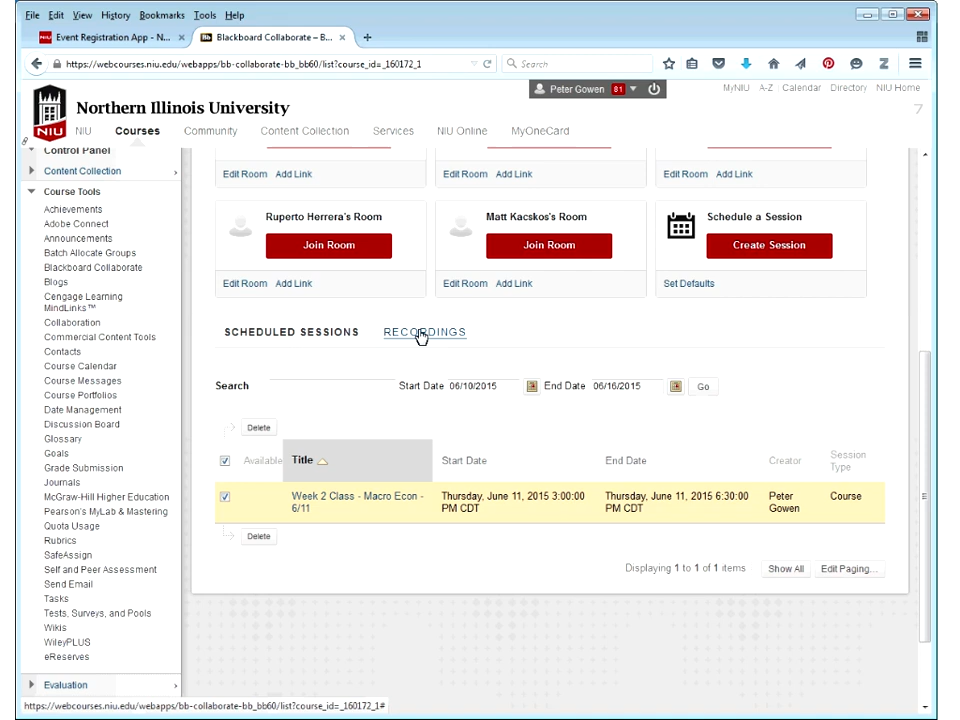 File Edit View History Bookmarks Tools Help
Event Registration App - N... × Blackboard Collaborate – B... × +
https://webcourses.niu.edu/webapps/bb-collaborate-bb_bb60/list?course_id=_160172_1 Search
Peter Gowen 81
MyNIU A-Z Calendar Directory NIU Home
NIU
Northern Illinois University
7
NIU Courses Community Content Collection Services NIU Online MyOneCard
Control Panel
Content Collection
Course Tools
Achievements
Adobe Connect
Announcements
Batch Allocate Groups
Blackboard Collaborate
Blogs
Cengage Learning
MindLinks™
Collaboration
Commercial Content Tools
Contacts
Course Calendar
Course Messages
Course Portfolios
Date Management
Discussion Board
Glossary
Goals
Grade Submission
Journals
McGraw-Hill Higher Education
Pearson's MyLab & Mastering
Quota Usage
Rubrics
SafeAssign
Self and Peer Assessment
Send Email
Tasks
Tests, Surveys, and Pools
Wikis
WileyPLUS
eReserves
Evaluation
Edit Room Add Link Edit Room Add Link Edit Room Add Link
Ruperto Herrera's Room Matt Kacskos's Room Schedule a Session
Join Room Join Room Create Session
Edit Room Add Link Edit Room Add Link Set Defaults
SCHEDULED SESSIONS RECORDINGS
Search Start Date 06/10/2015 End Date 06/16/2015 Go
Delete
Available Title Start Date End Date Creator Session
Type
Week 2 Class - Macro Econ - Thursday, June 11, 2015 3:00:00 Thursday, June 11, 2015 6:30:00 Peter Course
6/11 PM CDT PM CDT Gowen
Delete
Displaying 1 to 1 of 1 items Show All Edit Paging...
https://webcourses.niu.edu/webapps/bb-collaborate-bb_bb60/list?course_id=_160172_1#